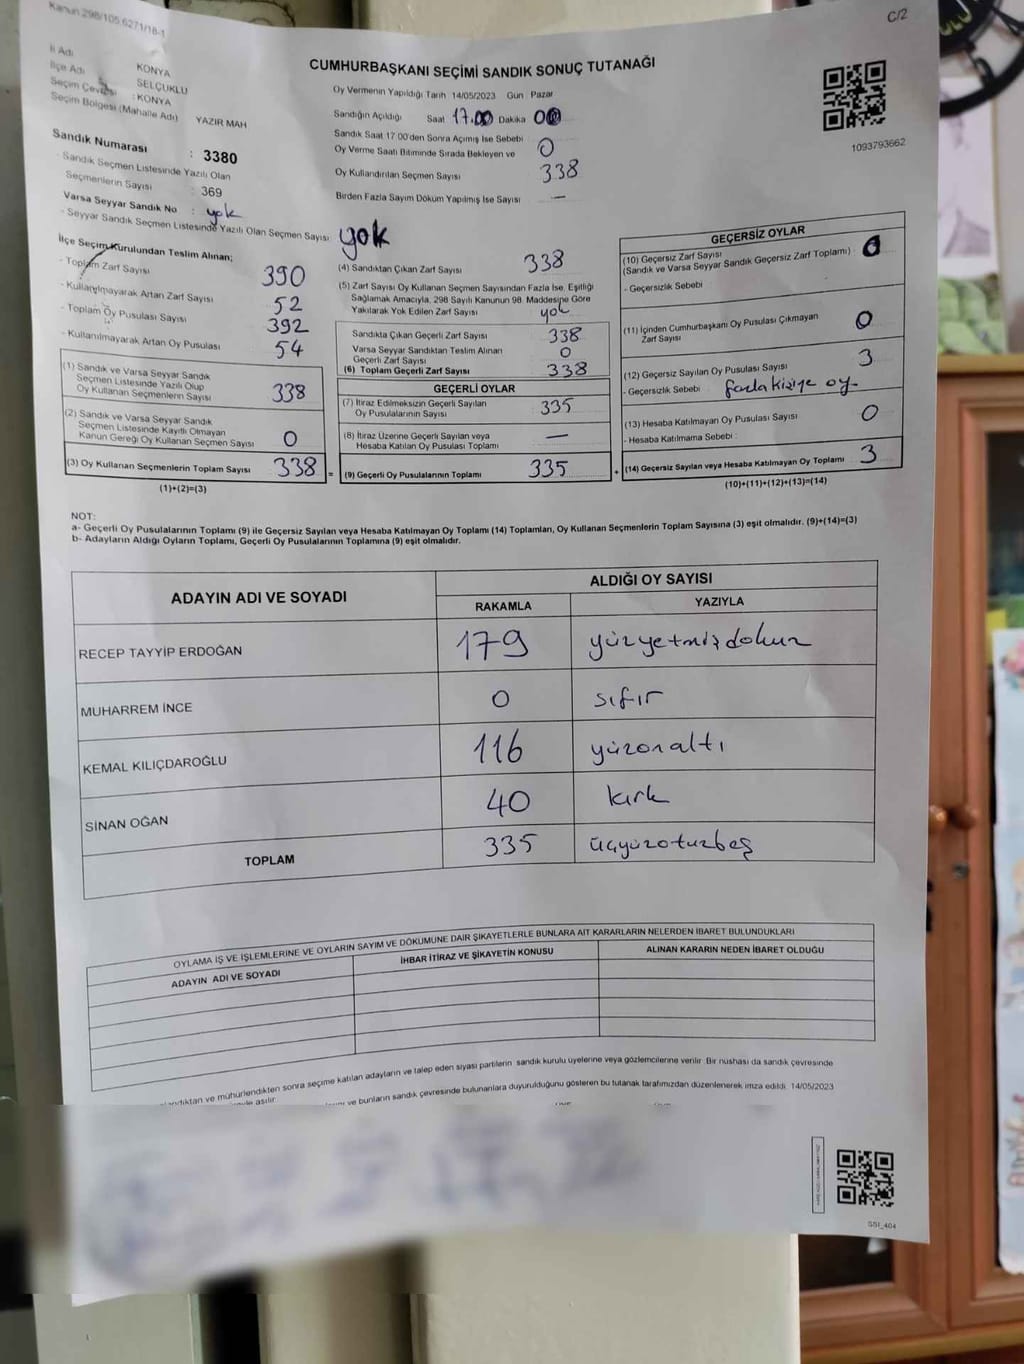 Kanun 298/105,6271/18-1
C/2
CUMHURBAŞKANI SEÇİMİ SANDIK SONUÇ TUTANAĞI
İl Adı KONYA
İlçe Adı SELÇUKLU
Seçim Çevresi : KONYA
Seçim Bölgesi (Mahalle Adı) YAZIR MAH
Sandık Numarası : 3380
- Sandık Seçmen Listesinde Yazılı Olan
Seçmenlerin Sayısı : 369
Varsa Seyyar Sandık No : yok
- Seyyar Sandık Seçmen Listesinde Yazılı Olan Seçmen Sayısı yok
Oy Vermenin Yapıldığı Tarih 14/05/2023 Gün Pazar
Sandığın Açıldığı Saat 17.00 Dakika 00
Sandık Saat 17 00'den Sonra Açımış İse Sebebi
Oy Verme Saati Bitiminde Sırada Bekleyen ve 0
Oy Kullandırılan Seçmen Sayısı 338
Birden Fazla Sayım Döküm Yapılmış İse Sayısı —
1093793662
İlçe Seçim Kurulundan Teslim Alınan;
- Toplam Zarf Sayısı 390
- Kullanılmayarak Artan Zarf Sayısı 52
- Toplam Oy Pusulası Sayısı 392
- Kullanılmayarak Artan Oy Pusulası 54
(1) Sandık ve Varsa Seyyar Sandık
Seçmen Listesinde Yazılı Olup
Oy Kullanan Seçmenlerin Sayısı 338
(2) Sandık ve Varsa Seyyar Sandık
Seçmen Listesinde Kayıtlı Olmayan
Kanun Gereği Oy Kullanan Seçmen Sayısı 0
(3) Oy Kullanan Seçmenlerin Toplam Sayısı 338 =
(1)+(2)=(3)
(4) Sandıktan Çıkan Zarf Sayısı 338
(5) Zarf Sayısı Oy Kullanan Seçmen Sayısından Fazla İse, Eşitliği
Sağlamak Amacıyla, 298 Sayılı Kanunun 98. Maddesine Göre
Yakılarak Yok Edilen Zarf Sayısı yok
Sandıkta Çıkan Geçerli Zarf Sayısı 338
Varsa Seyyar Sandıktan Teslim Alınan
Geçerli Zarf Sayısı 0
(6) Toplam Geçerli Zarf Sayısı 338
GEÇERLİ OYLAR
(7) İtiraz Edilmeksizin Geçerli Sayılan
Oy Pusulalarının Sayısı 335
(8) İtiraz Üzerine Geçerli Sayılan veya
Hesaba Katılan Oy Pusulası Toplamı —
(9) Geçerli Oy Pusulalarının Toplamı 335 +
GEÇERSİZ OYLAR
(10) Geçersiz Zarf Sayısı
(Sandık ve Varsa Seyyar Sandık Geçersiz Zarf Toplamı) 0
- Geçersizlik Sebebi
(11) İçinden Cumhurbaşkanı Oy Pusulası Çıkmayan
Zarf Sayısı 0
(12) Geçersiz Sayılan Oy Pusulası Sayısı 3
- Geçersizlik Sebebi fazla kişiye oy.
(13) Hesaba Katılmayan Oy Pusulası Sayısı 0
- Hesaba Katılmama Sebebi :
(14) Geçersiz Sayılan veya Hesaba Katılmayan Oy Toplamı 3
(10)+(11)+(12)+(13)=(14)
NOT:
a- Geçerli Oy Pusulalarının Toplamı (9) ile Geçersiz Sayılan veya Hesaba Katılmayan Oy Toplamı (14) Toplamları, Oy Kullanan Seçmenlerin Toplam Sayısına (3) eşit olmalıdır. (9)+(14)=(3)
b- Adayların Aldığı Oyların Toplamı, Geçerli Oy Pusulalarının Toplamına (9) eşit olmalıdır.
ADAYIN ADI VE SOYADI
ALDIĞI OY SAYISI
RAKAMLA YAZIYLA
RECEP TAYYİP ERDOĞAN 179 yüzyetmişdokuz
MUHARREM İNCE 0 sıfır
KEMAL KILIÇDAROĞLU 116 yüzonaltı
SİNAN OĞAN 40 kırk
TOPLAM 335 üçyüzotuzbeş
OYLAMA İŞ VE İŞLEMLERİNE VE OYLARIN SAYIM VE DÖKÜMÜNE DAİR ŞİKAYETLERLE BUNLARA AİT KARARLARIN NELERDEN İBARET BULUNDUKLARI
ADAYIN ADI VE SOYADI İHBAR İTİRAZ VE ŞİKAYETİN KONUSU ALINAN KARARIN NEDEN İBARET OLDUĞU
ve mühürlendikten sonra seçime katılan adayların ve talep eden siyasi partilerin sandık kurulu üyelerine veya gözlemcilerine verilir Bir nüshası da sandık çevresinde
asılır. ve bunların sandık çevresinde bulunanlara duyurulduğunu gösteren bu tutanak tarafımızdan düzenlenerek imza edildi. 14/05/2023
SSI_404